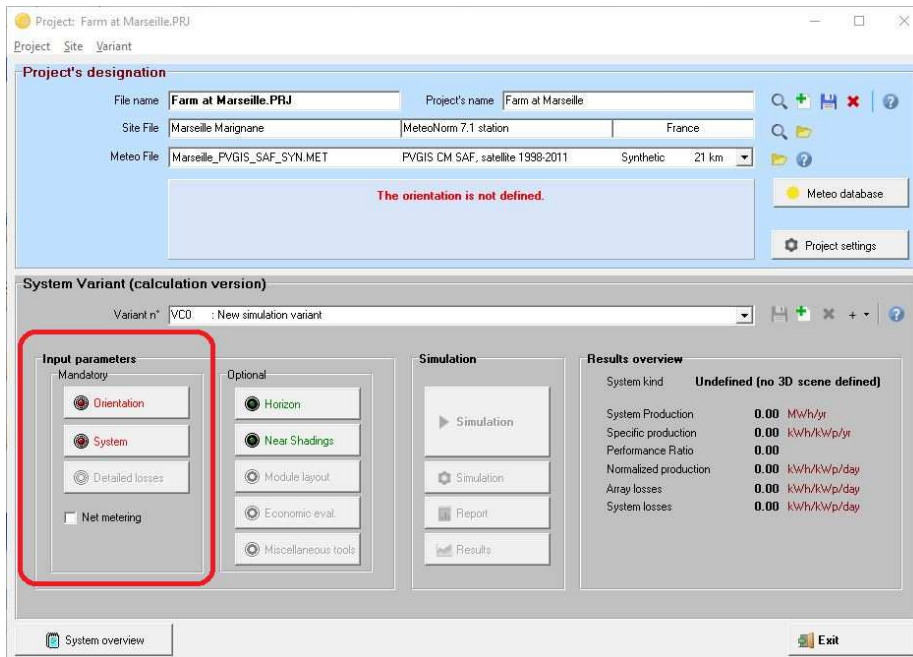 Project: Farm at Marseille.PRJ
Project Site Variant
Project's designation
File name Farm at Marseille.PRJ Project's name Farm at Marseille
Site File Marseille Marignane MeteoNorm 7.1 station France
Meteo File Marseille_PVGIS_SAF_SYN.MET PVGIS CM SAF, satellite 1998-2011 Synthetic 21 km
The orientation is not defined.
Meteo database
Project settings
System Variant (calculation version)
Variant n° VC0 : New simulation variant
Input parameters
Mandatory
Orientation
System
Detailed losses
Net metering
Optional
Horizon
Near Shadings
Module layout
Economic eval.
Miscellaneous tools
Simulation
Simulation
Simulation
Report
Results
Results overview
System kind Undefined (no 3D scene defined)
System Production 0.00 MWh/yr
Specific production 0.00 kWh/kWp/yr
Performance Ratio 0.00
Normalized production 0.00 kWh/kWp/day
Array losses 0.00 kWh/kWp/day
System losses 0.00 kWh/kWp/day
System overview
Exit